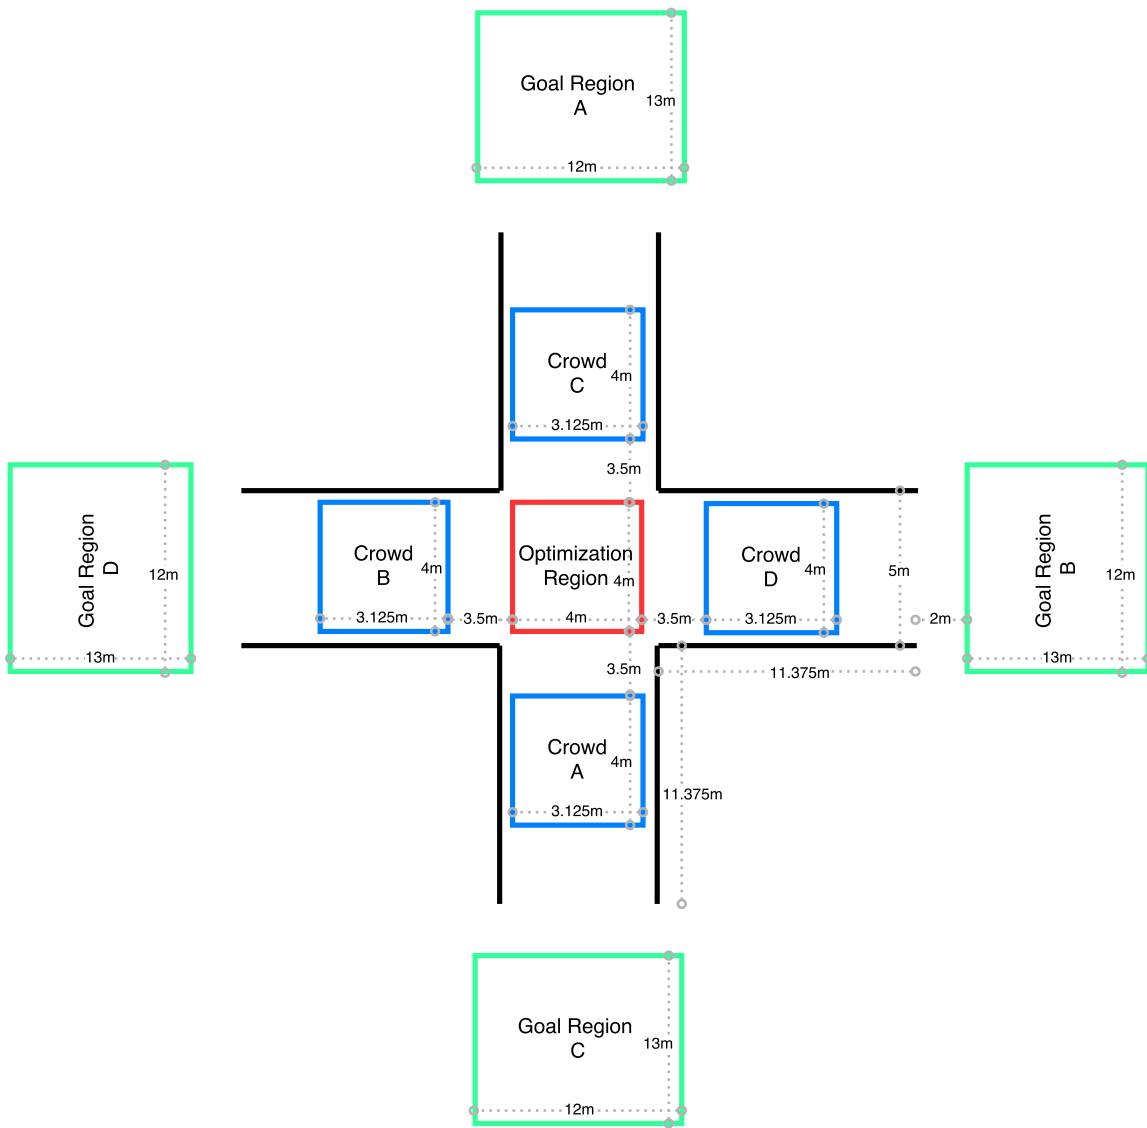 Goal Region
A
13m
12m
Crowd
C
4m
3.125m
3.5m
Goal Region
D
12m
13m
Crowd
B
4m
3.125m
3.5m
Optimization
Region
4m
4m
3.5m
Crowd
D
4m
3.125m
5m
2m
Goal Region
B
12m
13m
3.5m
11.375m
Crowd
A
4m
3.125m
11.375m
Goal Region
C
13m
12m